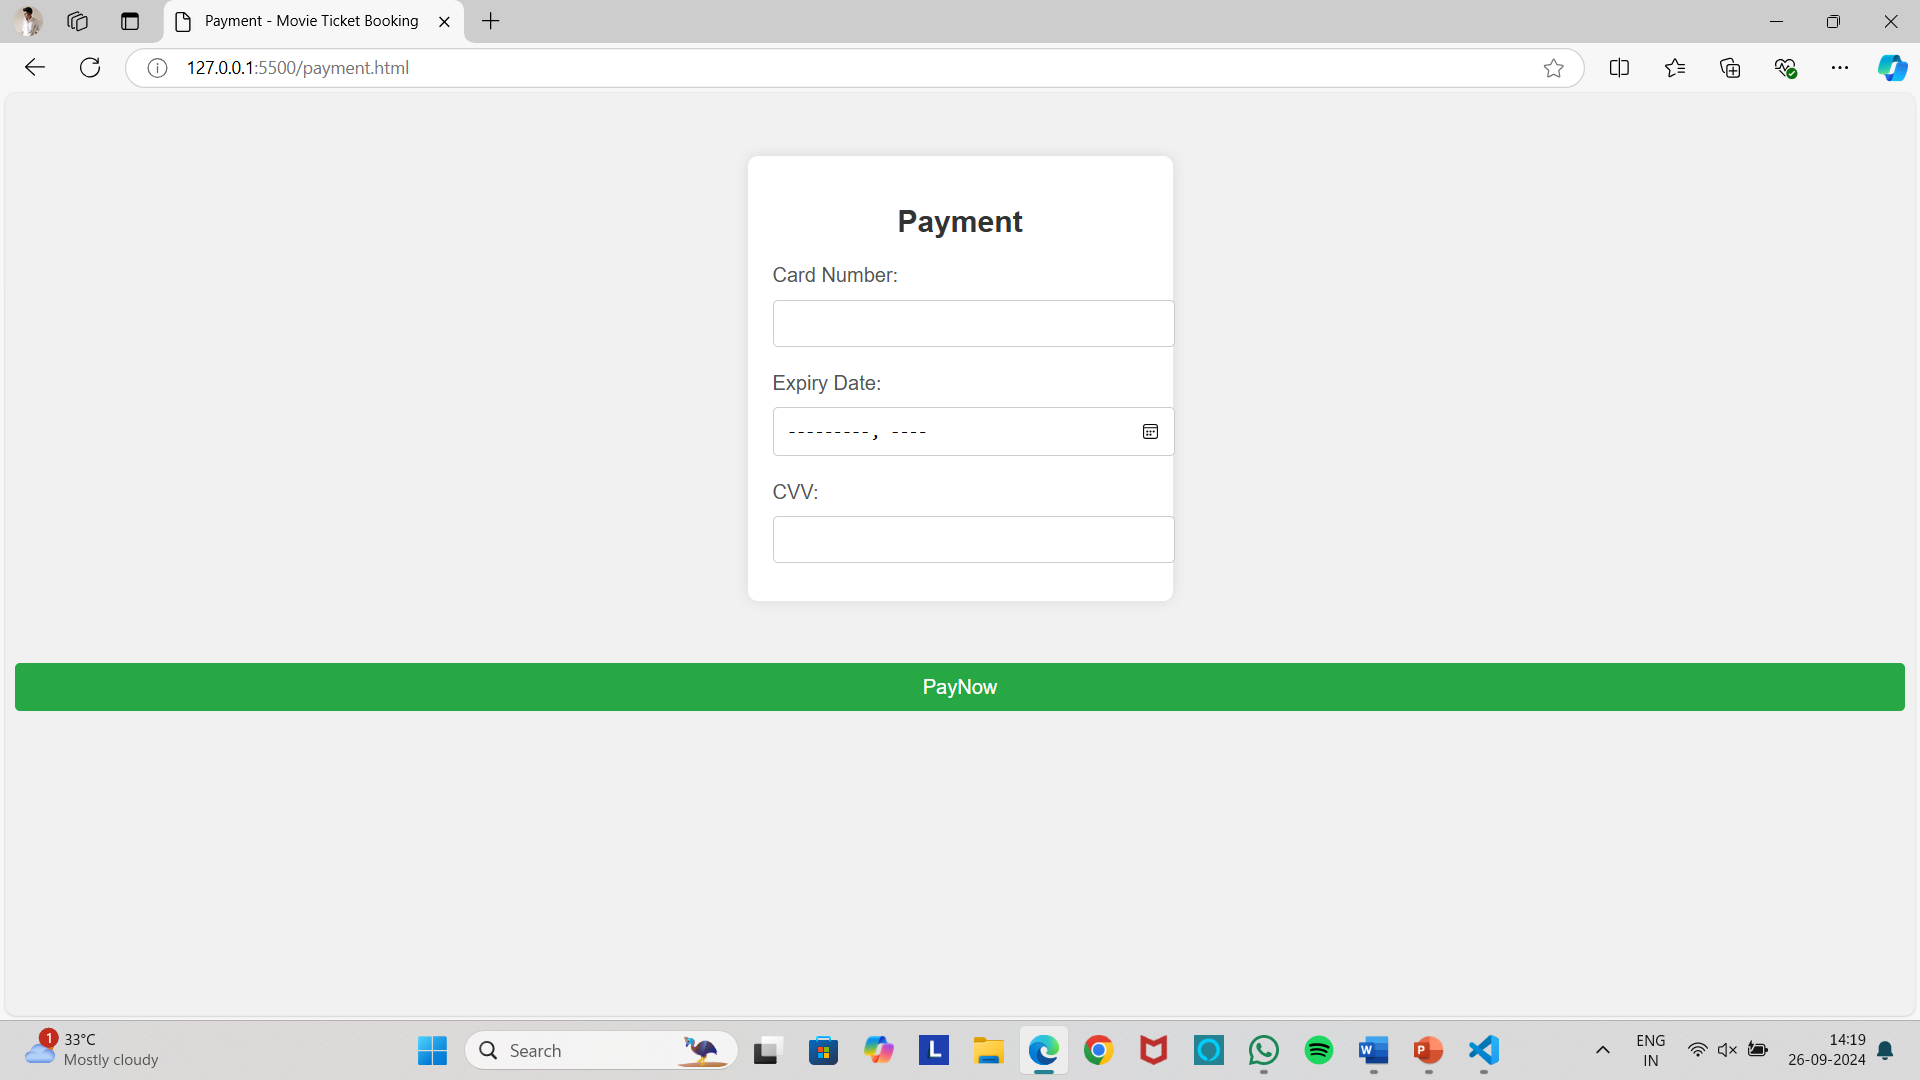 Payment - Movie Ticket Booking
127.0.0.1:5500/payment.html
Payment
Card Number:
Expiry Date:
---------, ----
CVV:
PayNow
1
33°C
Mostly cloudy
Search
L
W
P
ENG
IN
14:19
26-09-2024